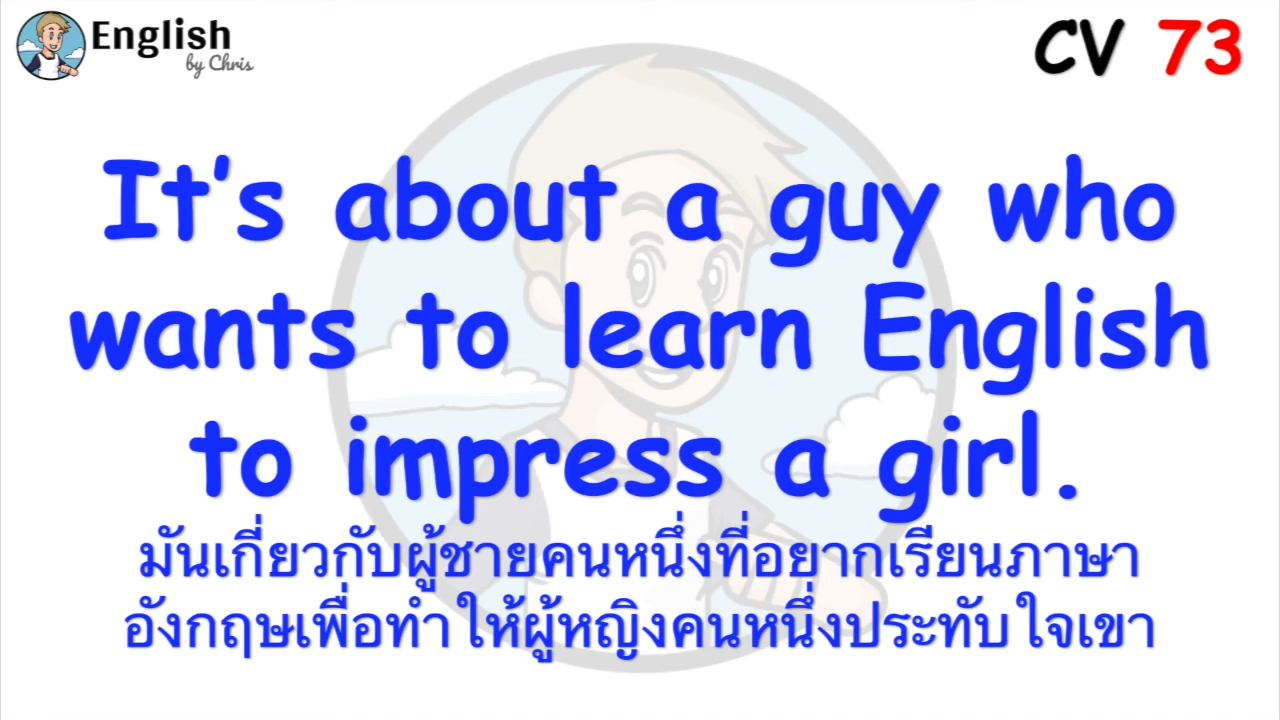 English
by Chris
CV 73
It's about a guy who
wants to learn English
to impress a girl.
มันเกี่ยวกับผู้ชายคนหนึ่งที่อยากเรียนภาษา
อังกฤษเพื่อทำให้ผู้หญิงคนหนึ่งประทับใจเขา